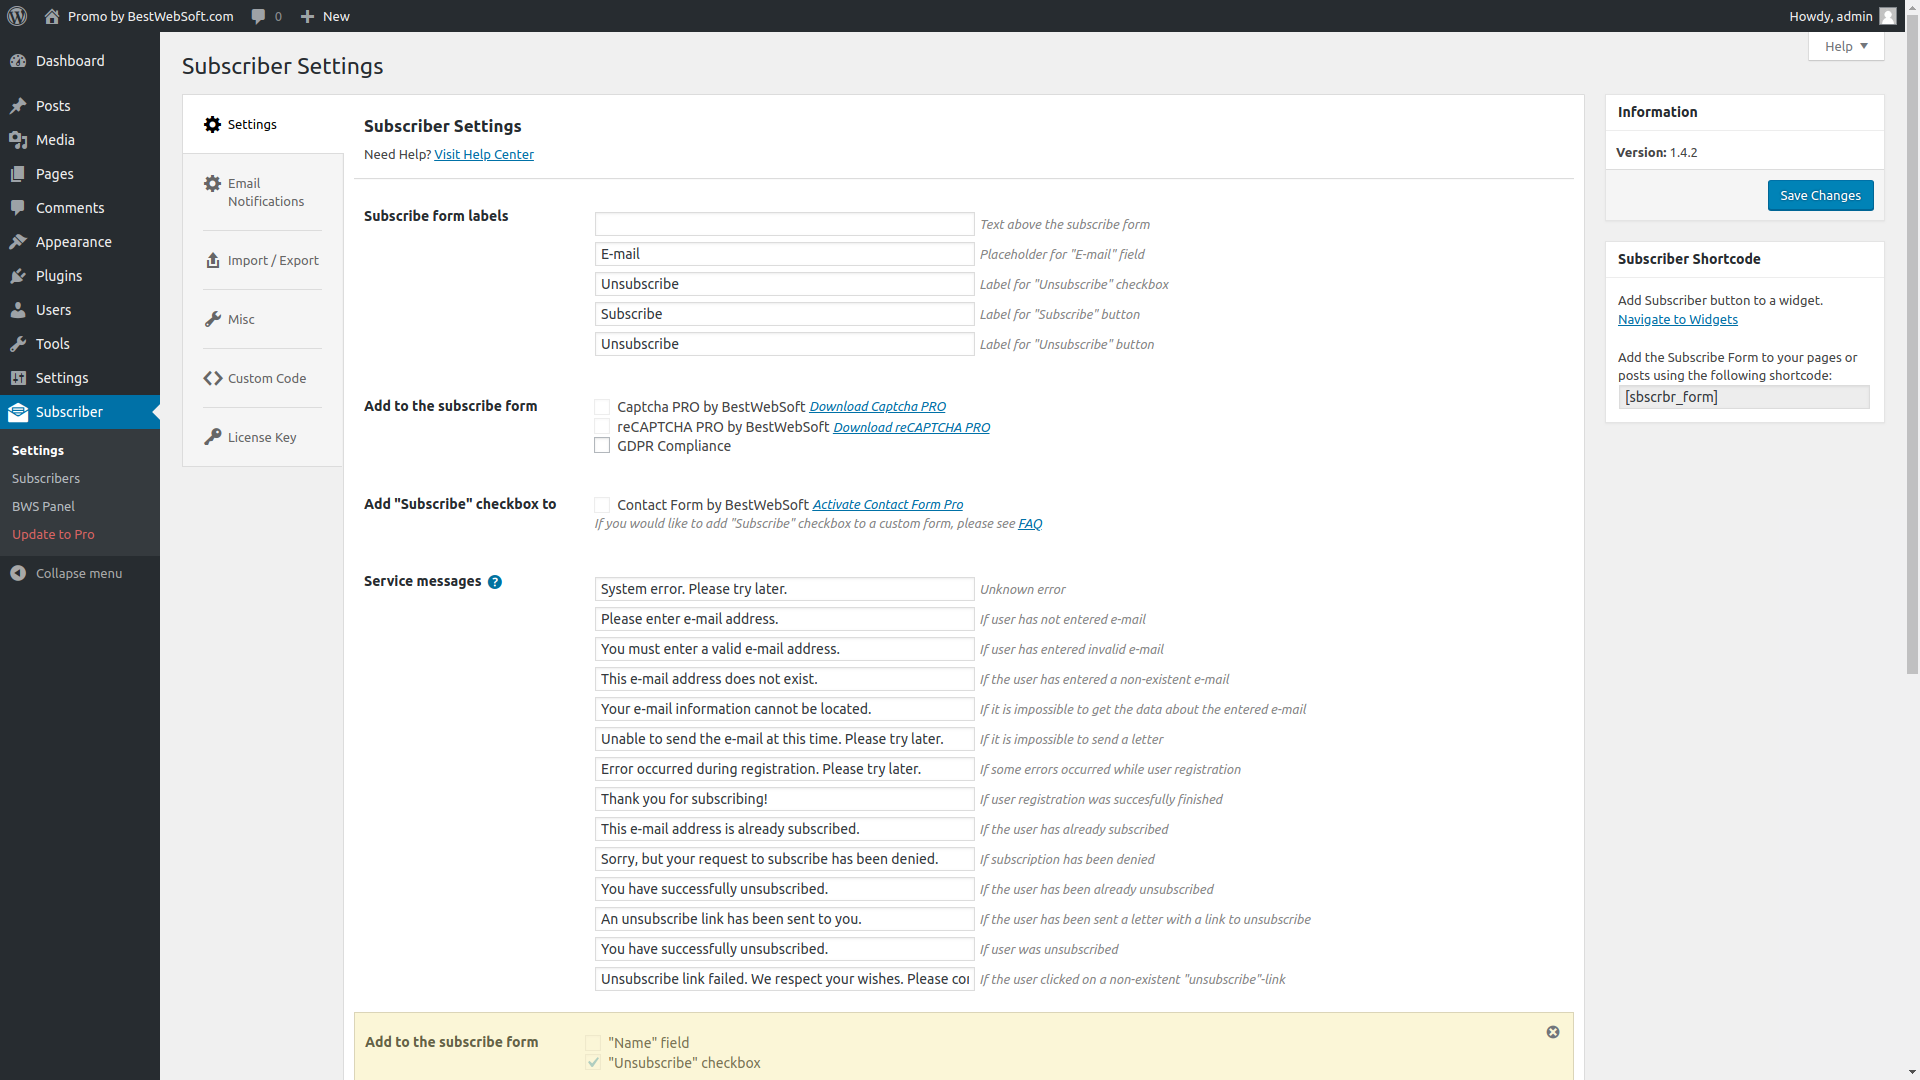 Promo by BestWebSoft.com 0 New Howdy, admin
Help
Dashboard
Posts
Media
Pages
Comments
Appearance
Plugins
Users
Tools
Settings
Subscriber
Settings
Subscribers
BWS Panel
Update to Pro
Collapse menu
Subscriber Settings
Settings
Email
Notifications
Import / Export
Misc
Custom Code
License Key
Subscriber Settings
Need Help? Visit Help Center
Subscribe form labels
Text above the subscribe form
E-mail Placeholder for "E-mail" field
Unsubscribe Label for "Unsubscribe" checkbox
Subscribe Label for "Subscribe" button
Unsubscribe Label for "Unsubscribe" button
Add to the subscribe form
Captcha PRO by BestWebSoft Download Captcha PRO
reCAPTCHA PRO by BestWebSoft Download reCAPTCHA PRO
GDPR Compliance
Add "Subscribe" checkbox to
Contact Form by BestWebSoft Activate Contact Form Pro
If you would like to add "Subscribe" checkbox to a custom form, please see FAQ
Service messages ?
System error. Please try later. Unknown error
Please enter e-mail address. If user has not entered e-mail
You must enter a valid e-mail address. If user has entered invalid e-mail
This e-mail address does not exist. If the user has entered a non-existent e-mail
Your e-mail information cannot be located. If it is impossible to get the data about the entered e-mail
Unable to send the e-mail at this time. Please try later. If it is impossible to send a letter
Error occurred during registration. Please try later. If some errors occurred while user registration
Thank you for subscribing! If user registration was succesfully finished
This e-mail address is already subscribed. If the user has already subscribed
Sorry, but your request to subscribe has been denied. If subscription has been denied
You have successfully unsubscribed. If the user has been already unsubscribed
An unsubscribe link has been sent to you. If the user has been sent a letter with a link to unsubscribe
You have successfully unsubscribed. If user was unsubscribed
Unsubscribe link failed. We respect your wishes. Please co If the user clicked on a non-existent "unsubscribe"-link
Add to the subscribe form
"Name" field
"Unsubscribe" checkbox
Information
Version: 1.4.2
Save Changes
Subscriber Shortcode
Add Subscriber button to a widget.
Navigate to Widgets
Add the Subscribe Form to your pages or
posts using the following shortcode:
[sbscrbr_form]